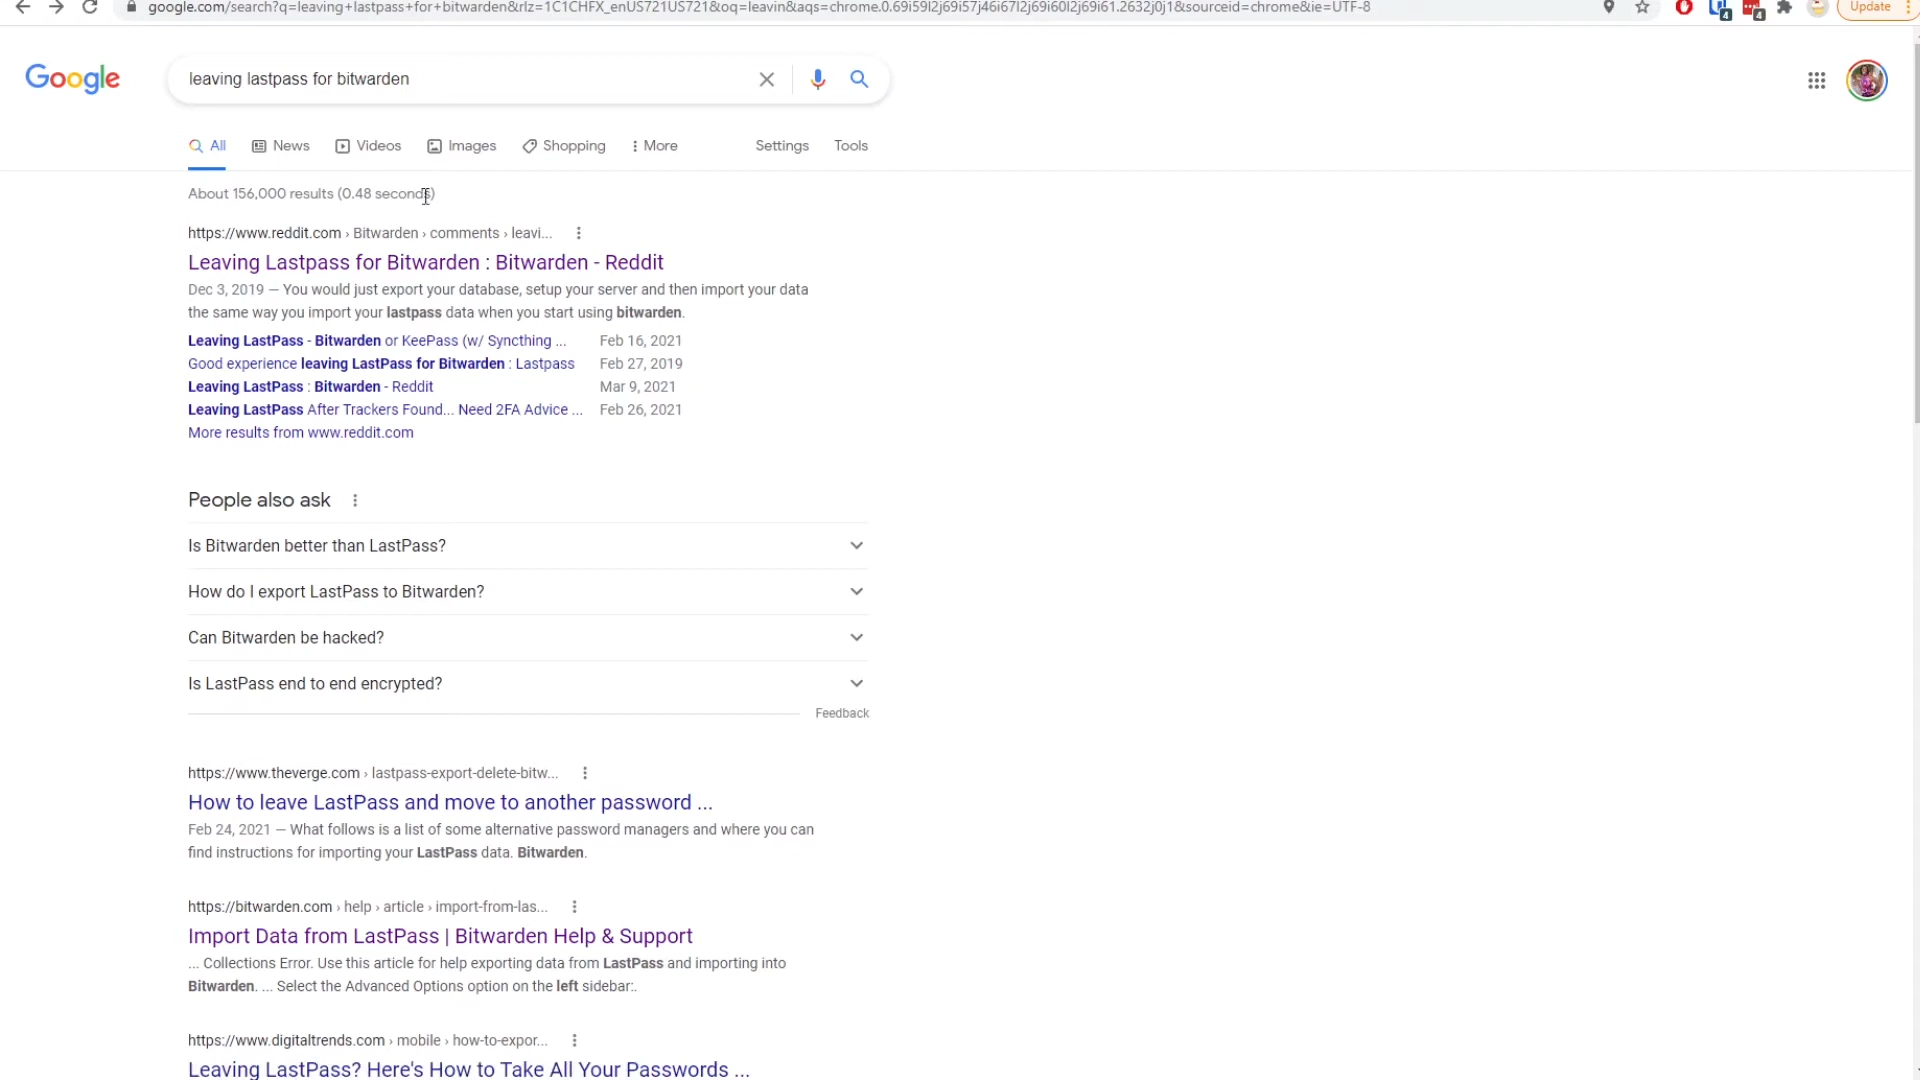 google.com/search?q=leaving+lastpass+for+bitwarden&rlz=1C1CHFX_enUS721US721&oq=leavin&aqs=chrome.0.69i59l2j69i57j46i67l2j69i60l2j69i61.2632j0j1&sourceid=chrome&ie=UTF-8
4
4
Update
Google
leaving lastpass for bitwarden
All
News
Videos
Images
Shopping
More
Settings
Tools
About 156,000 results (0.48 seconds)
https://www.reddit.com › Bitwarden › comments › leavi...
Leaving Lastpass for Bitwarden : Bitwarden - Reddit
Dec 3, 2019 — You would just export your database, setup your server and then import your data
the same way you import your lastpass data when you start using bitwarden.
Leaving LastPass - Bitwarden or KeePass (w/ Syncthing ... Feb 16, 2021
Good experience leaving LastPass for Bitwarden : Lastpass Feb 27, 2019
Leaving LastPass : Bitwarden - Reddit Mar 9, 2021
Leaving LastPass After Trackers Found... Need 2FA Advice ... Feb 26, 2021
More results from www.reddit.com
People also ask
Is Bitwarden better than LastPass?
How do I export LastPass to Bitwarden?
Can Bitwarden be hacked?
Is LastPass end to end encrypted?
Feedback
https://www.theverge.com › lastpass-export-delete-bitw...
How to leave LastPass and move to another password ...
Feb 24, 2021 — What follows is a list of some alternative password managers and where you can
find instructions for importing your LastPass data. Bitwarden.
https://bitwarden.com › help › article › import-from-las...
Import Data from LastPass | Bitwarden Help & Support
... Collections Error. Use this article for help exporting data from LastPass and importing into
Bitwarden. ... Select the Advanced Options option on the left sidebar:.
https://www.digitaltrends.com › mobile › how-to-expor...
Leaving LastPass? Here's How to Take All Your Passwords ...